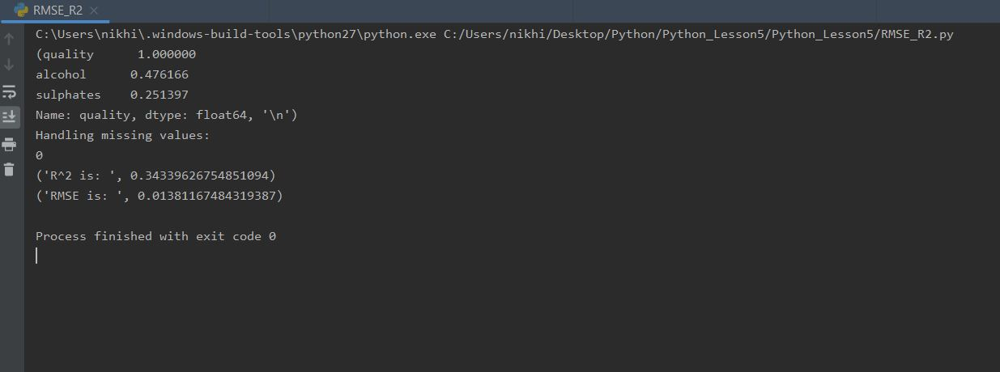 RMSE_R2
C:\Users\nikhi\.windows-build-tools\python27\python.exe C:/Users/nikhi/Desktop/Python/Python_Lesson5/Python_Lesson5/RMSE_R2.py
(quality      1.000000
alcohol      0.476166
sulphates    0.251397
Name: quality, dtype: float64, '\n')
Handling missing values:
0
('R^2 is: ', 0.34339626754851094)
('RMSE is: ', 0.01381167484319387)
Process finished with exit code 0